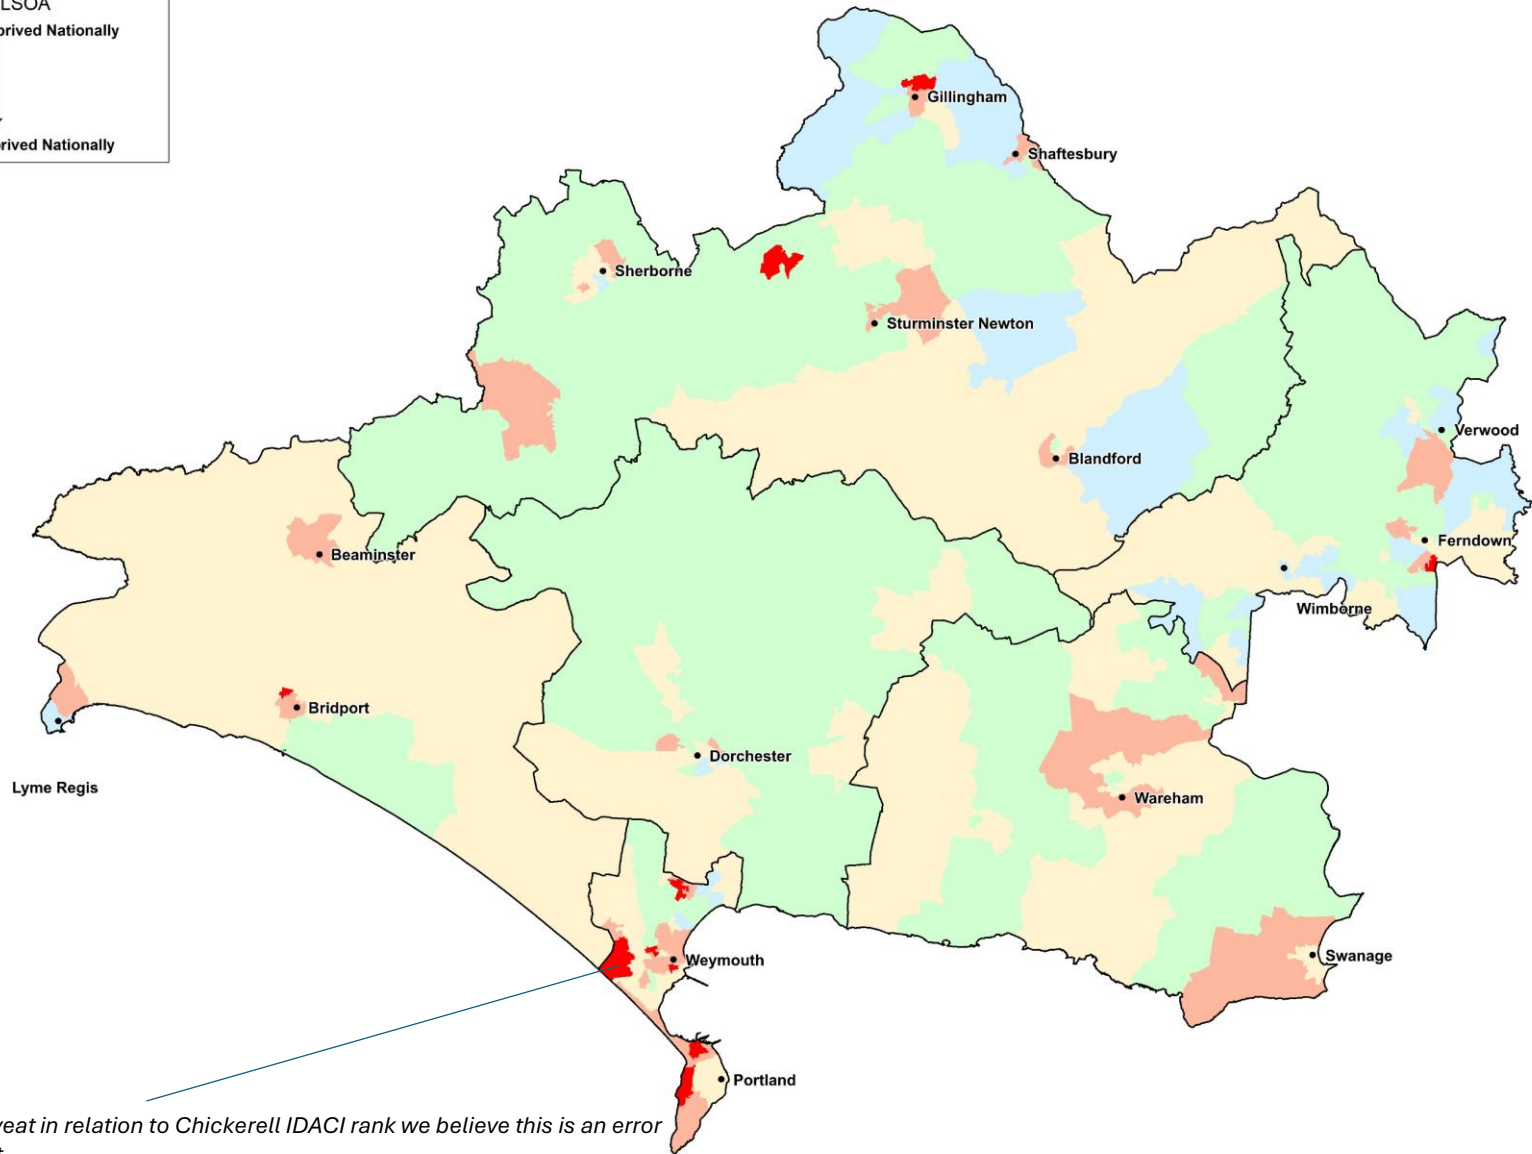 LSOA
prived Nationally
rived Nationally
Gillingham
Shaftesbury
Sherborne
Sturminster Newton
Verwood
Blandford
Ferndown
Beaminster
Wimborne
Bridport
Dorchester
Lyme Regis
Wareham
Swanage
Weymouth
Portland
veat in relation to Chickerell IDACI rank we believe this is an error